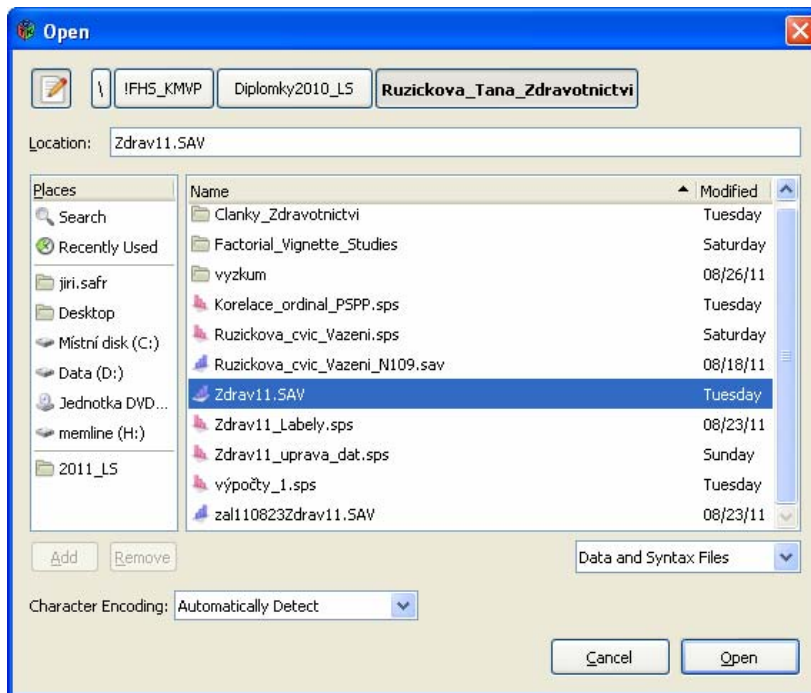 Open
\ !FHS_KMVP Diplomky2010_LS Ruzickova_Tana_Zdravotnictvi
Location: Zdrav11.SAV
Places
Search
Recently Used
jiri.safr
Desktop
Místní disk (C:)
Data (D:)
Jednotka DVD...
memline (H:)
2011_LS
Name Modified
Clanky_Zdravotnictvi Tuesday
Factorial_Vignette_Studies Saturday
vyzkum 08/26/11
Korelace_ordinal_PSPP.sps Tuesday
Ruzickova_cvic_Vazeni.sps Saturday
Ruzickova_cvic_Vazeni_N109.sav 08/18/11
Zdrav11.SAV Tuesday
Zdrav11_Labely.sps 08/23/11
Zdrav11_uprava_dat.sps Sunday
výpočty_1.sps Tuesday
zal110823Zdrav11.SAV 08/23/11
Add Remove
Data and Syntax Files
Character Encoding: Automatically Detect
Cancel Open